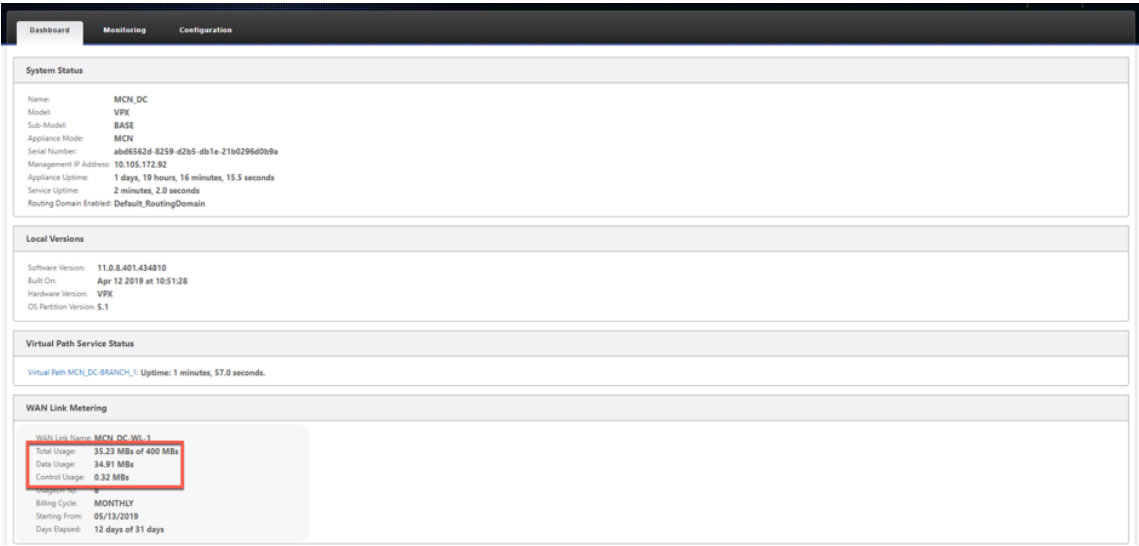 Dashboard Monitoring Configuration
System Status
Name: MCN_DC
Model: VPX
Sub-Model: BASE
Appliance Mode: MCN
Serial Number: abd6562d-8259-d2b5-db1e-21b0296d0b9a
Management IP Address: 10.105.172.92
Appliance Uptime: 1 days, 19 hours, 16 minutes, 15.5 seconds
Service Uptime: 2 minutes, 2.0 seconds
Routing Domain Enabled: Default_RoutingDomain
Local Versions
Software Version: 11.0.8.401.434810
Built On: Apr 12 2019 at 10:51:28
Hardware Version: VPX
OS Partition Version: 5.1
Virtual Path Service Status
Virtual Path MCN_DC-BRANCH_1: Uptime: 1 minutes, 57.0 seconds.
WAN Link Metering
WAN Link Name: MCN_DC-WL-1
Total Usage: 35.23 MBs of 400 MBs
Data Usage: 34.91 MBs
Control Usage: 0.32 MBs
Usage(in %): 8
Billing Cycle: MONTHLY
Starting From: 05/13/2019
Days Elapsed: 12 days of 31 days